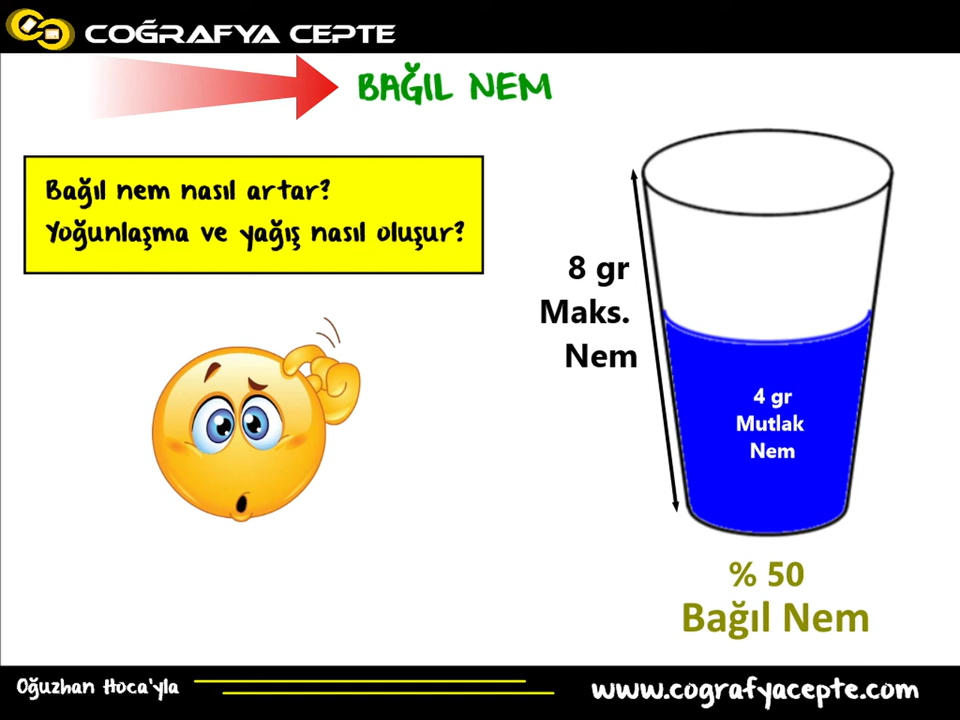 COĞRAFYA CEPTE
BAĞIL NEM
Bağıl nem nasıl artar?
Yoğunlaşma ve yağış nasıl oluşur?
8 gr
Maks.
Nem
4 gr
Mutlak
Nem
% 50
Bağıl Nem
Oğuzhan Hoca'yla
www.cografyacepte.com